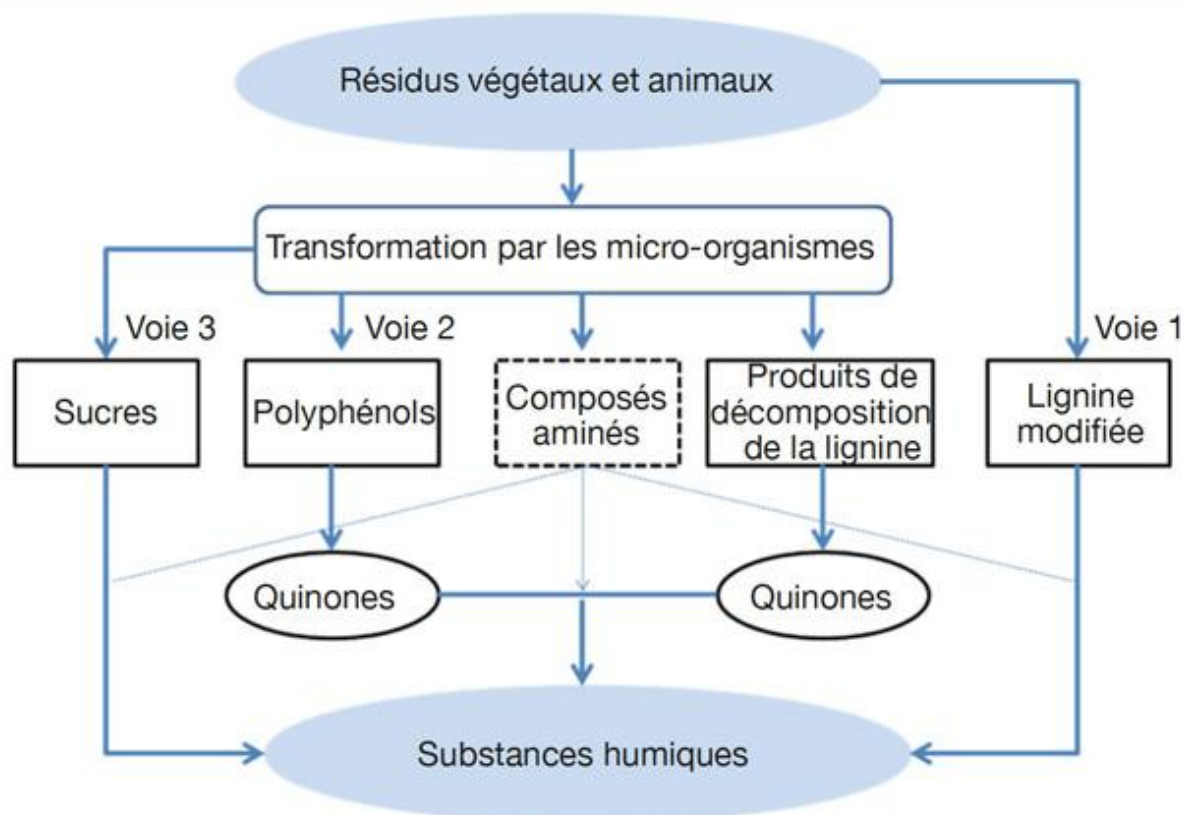 Résidus végétaux et animaux
Transformation par les micro-organismes
Voie 3
Voie 2
Voie 1
Sucres
Polyphénols
Composés
aminés
Produits de
décomposition
de la lignine
Lignine
modifiée
Quinones
Quinones
Substances humiques